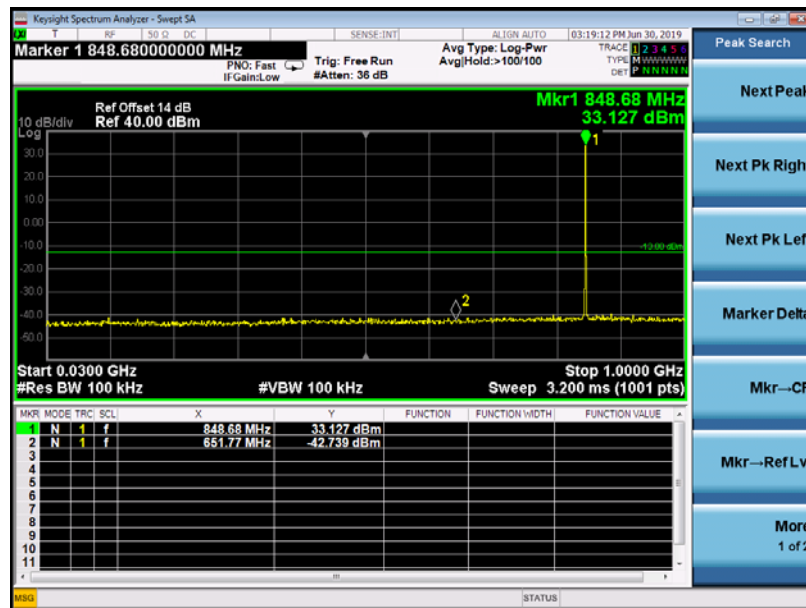 Keysight Spectrum Analyzer - Swept SA
T RF 50 Ω DC SENSE:INT ALIGN AUTO 03:19:12 PM Jun 30, 2019
Marker 1 848.680000000 MHz
PNO: Fast
IFGain:Low
Trig: Free Run
#Atten: 36 dB
Avg Type: Log-Pwr
Avg|Hold:>100/100
TRACE 1 2 3 4 5 6
TYPE M WWWWW
DET P N N N N N
Ref Offset 14 dB
Ref 40.00 dBm
Mkr1 848.68 MHz
33.127 dBm
10 dB/div
Log
30.0
20.0
10.0
0.00
-10.0
-20.0
-30.0
-40.0
-50.0
1
-13.00 dBm
2
Start 0.0300 GHz
#Res BW 100 kHz
#VBW 100 kHz
Stop 1.0000 GHz
Sweep 3.200 ms (1001 pts)
MKR MODE TRC SCL X Y FUNCTION FUNCTION WIDTH FUNCTION VALUE
1 N 1 f 848.68 MHz 33.127 dBm
2 N 1 f 651.77 MHz -42.739 dBm
3
4
5
6
7
8
9
10
11
MSG
STATUS
Peak Search
Next Peak
Next Pk Righ
Next Pk Lef
Marker Delta
Mkr→CF
Mkr→Ref Lv
More
1 of 2